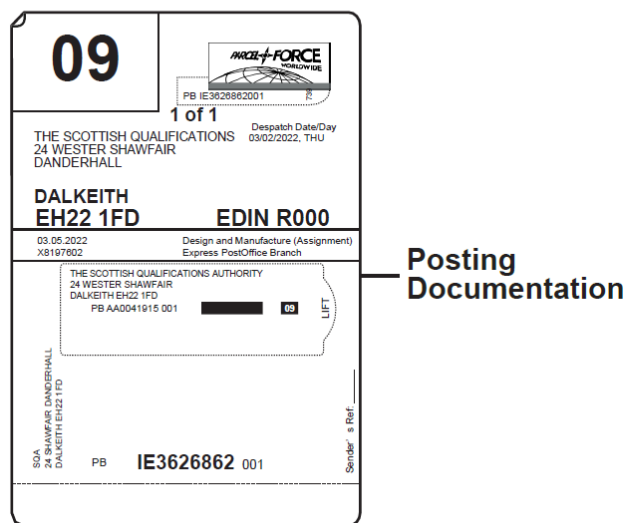 09
PARCEL FORCE
WORLDWIDE
PB IE3626862001
739
1 of 1
THE SCOTTISH QUALIFICATIONS
24 WESTER SHAWFAIR
DANDERHALL
Despatch Date/Day
03/02/2022, THU
DALKEITH
EH22 1FD
EDIN R000
03.05.2022
Design and Manufacture (Assignment)
X8197602
Express PostOffice Branch
THE SCOTTISH QUALIFICATIONS AUTHORITY
24 WESTER SHAWFAIR
DALKEITH EH22 1FD
PB AA0041915 001
09
LIFT
SQA
24 SHAWFAIR DANDERHALL
DALKEITH EH22 1FD
PB IE3626862 001
Sender' s Ref:
Posting
Documentation